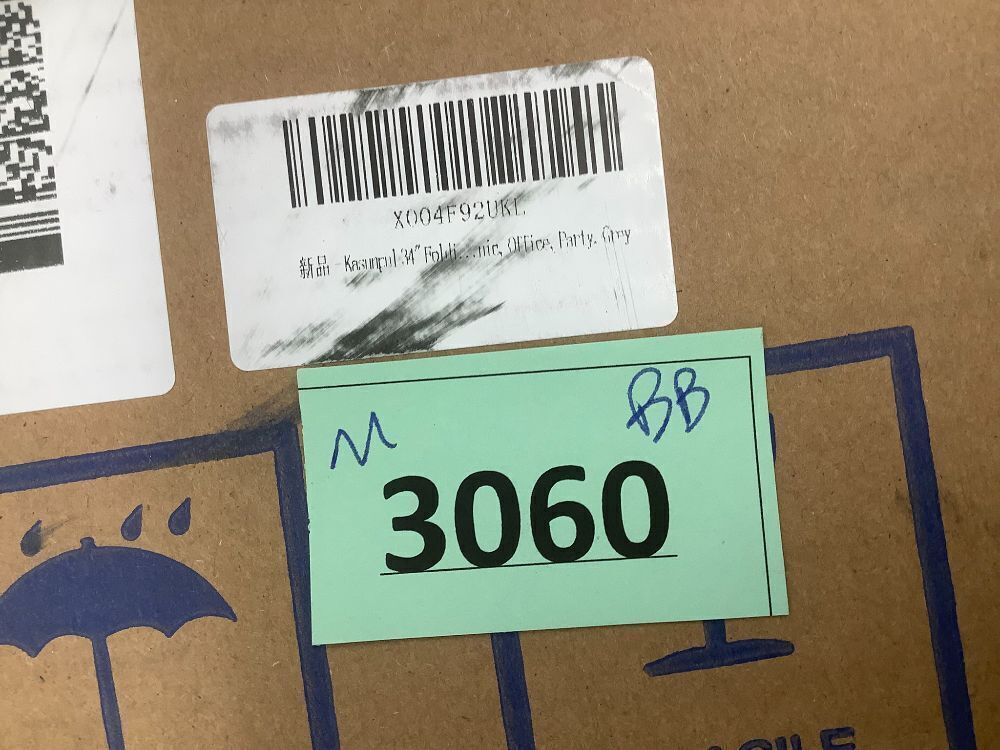 X004F92UKL
新品 - Kasunpul 34" Foldi...nic, Office, Party, Grey
N BB
3060